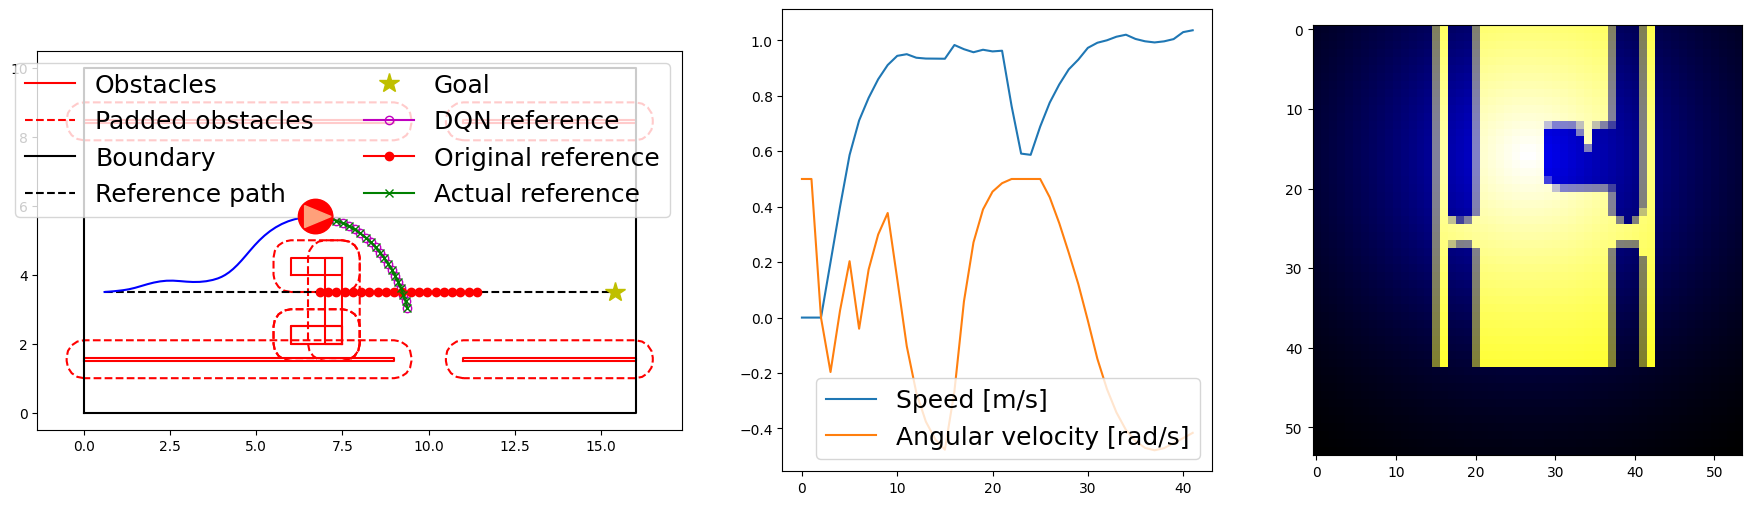 10
8
6
4
2
0
0.0 2.5 5.0 7.5 10.0 12.5 15.0
Obstacles
Padded obstacles
Boundary
Reference path
Goal
DQN reference
Original reference
Actual reference
1.0
0.8
0.6
0.4
0.2
0.0
−0.2
−0.4
0 10 20 30 40
Speed [m/s]
Angular velocity [rad/s]
0
10
20
30
40
50
0 10 20 30 40 50